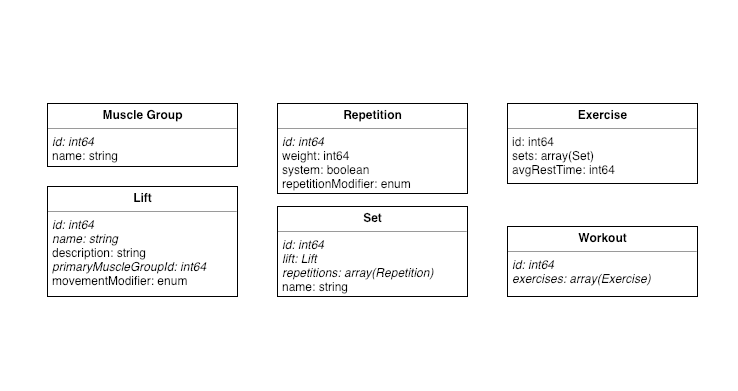 Muscle Group
id: int64
name: string
Lift
id: int64
name: string
description: string
primaryMuscleGroupId: int64
movementModifier: enum
Repetition
id: int64
weight: int64
system: boolean
repetitionModifier: enum
Set
id: int64
lift: Lift
repetitions: array(Repetition)
name: string
Exercise
id: int64
sets: array(Set)
avgRestTime: int64
Workout
id: int64
exercises: array(Exercise)